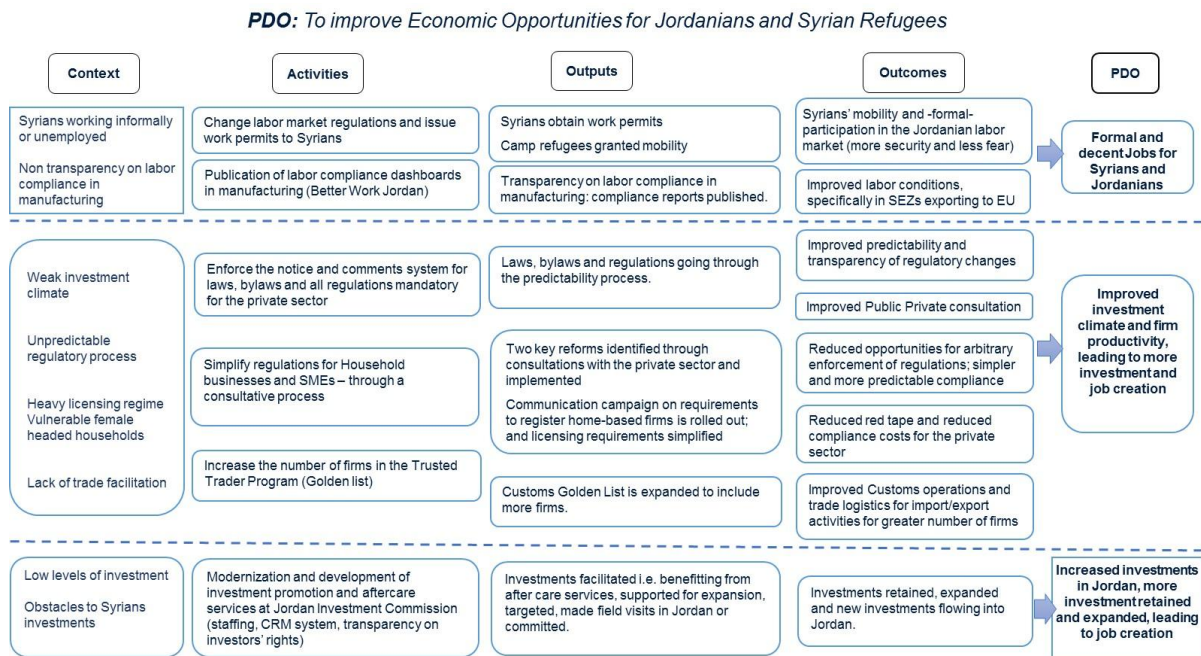 PDO: To improve Economic Opportunities for Jordanians and Syrian Refugees
Context
Activities
Outputs
Outcomes
PDO
Syrians working informally
or unemployed
Non transparency on labor
compliance in
manufacturing
Change labor market regulations and issue
work permits to Syrians
Publication of labor compliance dashboards
in manufacturing (Better Work Jordan)
Syrians obtain work permits
Camp refugees granted mobility
Transparency on labor compliance in
manufacturing: compliance reports published.
Syrians' mobility and -formal-
participation in the Jordanian labor
market (more security and less fear)
Improved labor conditions,
specifically in SEZs exporting to EU
Formal and
decent Jobs for
Syrians and
Jordanians
Weak investment
climate
Unpredictable
regulatory process
Heavy licensing regime
Vulnerable female
headed households
Lack of trade facilitation
Enforce the notice and comments system for
laws, bylaws and all regulations mandatory
for the private sector
Simplify regulations for Household
businesses and SMEs – through a
consultative process
Increase the number of firms in the Trusted
Trader Program (Golden list)
Laws, bylaws and regulations going through
the predictability process.
Two key reforms identified through
consultations with the private sector and
implemented
Communication campaign on requirements
to register home-based firms is rolled out;
and licensing requirements simplified
Customs Golden List is expanded to include
more firms.
Improved predictability and
transparency of regulatory changes
Improved Public Private consultation
Reduced opportunities for arbitrary
enforcement of regulations; simpler
and more predictable compliance
Reduced red tape and reduced
compliance costs for the private
sector
Improved Customs operations and
trade logistics for import/export
activities for greater number of firms
Improved
investment
climate and firm
productivity,
leading to more
investment and
job creation
Low levels of investment
Obstacles to Syrians
investments
Modernization and development of
investment promotion and aftercare
services at Jordan Investment Commission
(staffing, CRM system, transparency on
investors' rights)
Investments facilitated i.e. benefitting from
after care services, supported for expansion,
targeted, made field visits in Jordan or
committed.
Investments retained, expanded
and new investments flowing into
Jordan.
Increased investments
in Jordan, more
investment retained
and expanded, leading
to job creation